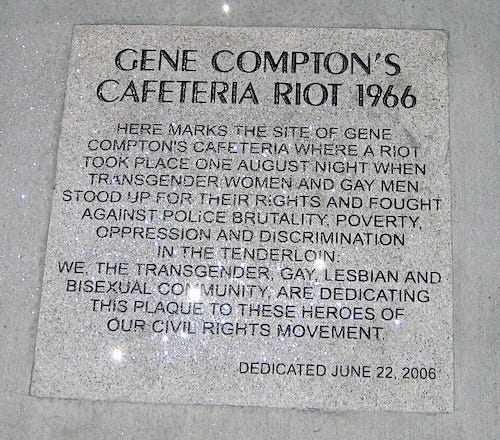 GENE COMPTON'S
CAFETERIA RIOT 1966
HERE MARKS THE SITE OF GENE
COMPTON'S CAFETERIA WHERE A RIOT
TOOK PLACE ONE AUGUST NIGHT WHEN
TRANSGENDER WOMEN AND GAY MEN
STOOD UP FOR THEIR RIGHTS AND FOUGHT
AGAINST POLICE BRUTALITY, POVERTY,
OPPRESSION AND DISCRIMINATION
IN THE TENDERLOIN:
WE, THE TRANSGENDER, GAY, LESBIAN AND
BISEXUAL COMMUNITY, ARE DEDICATING
THIS PLAQUE TO THESE HEROES OF
OUR CIVIL RIGHTS MOVEMENT.
DEDICATED JUNE 22, 2006